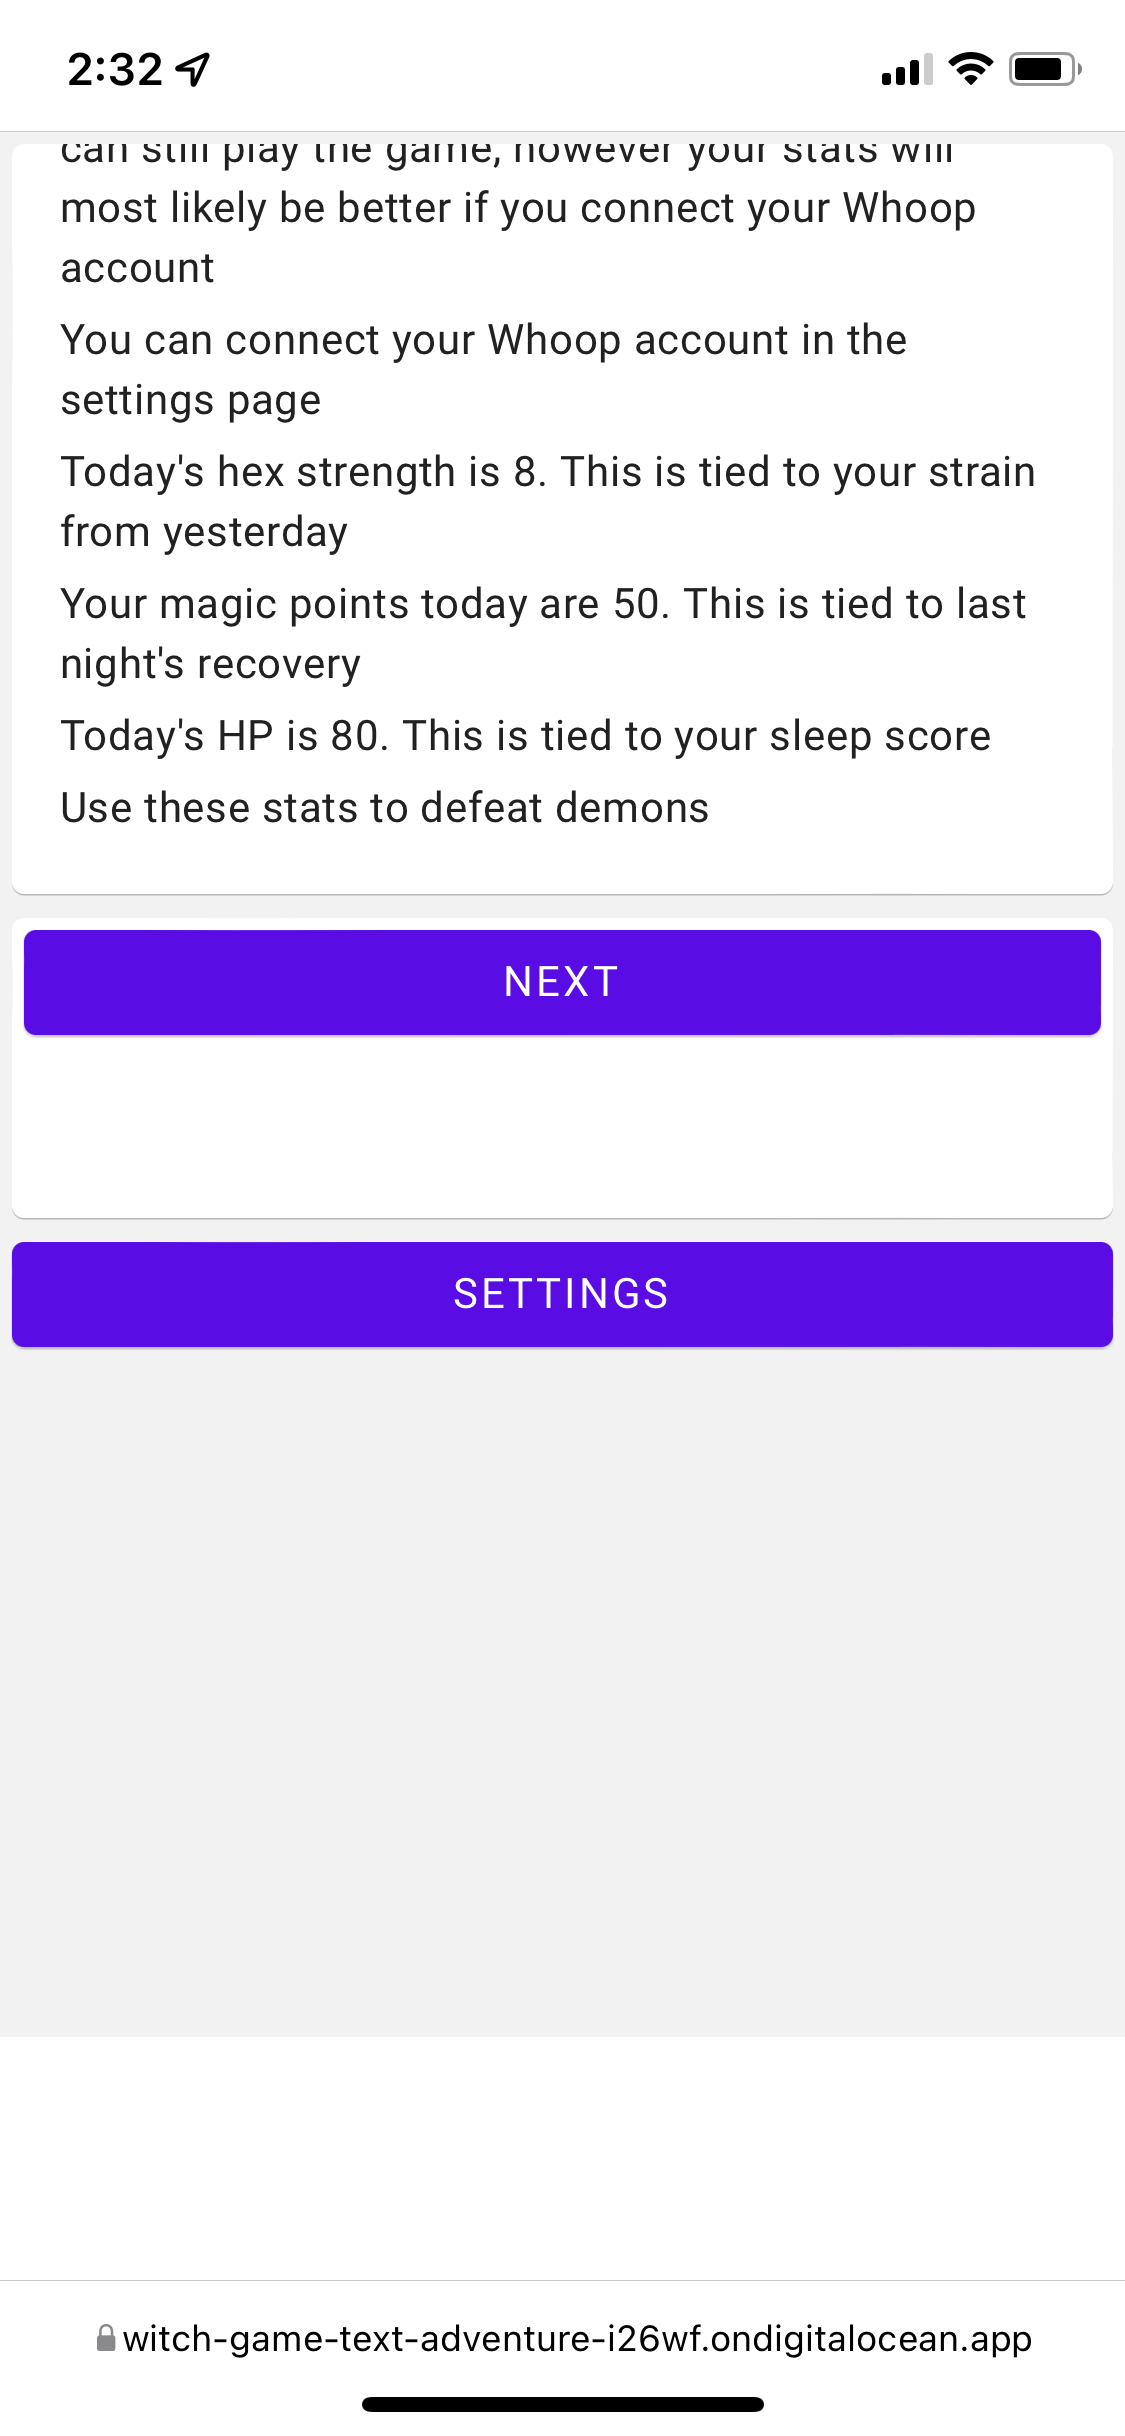 2:32
can still play the game, however your stats will
most likely be better if you connect your Whoop
account
You can connect your Whoop account in the
settings page
Today's hex strength is 8. This is tied to your strain
from yesterday
Your magic points today are 50. This is tied to last
night's recovery
Today's HP is 80. This is tied to your sleep score
Use these stats to defeat demons
NEXT
SETTINGS
witch-game-text-adventure-i26wf.ondigitalocean.app